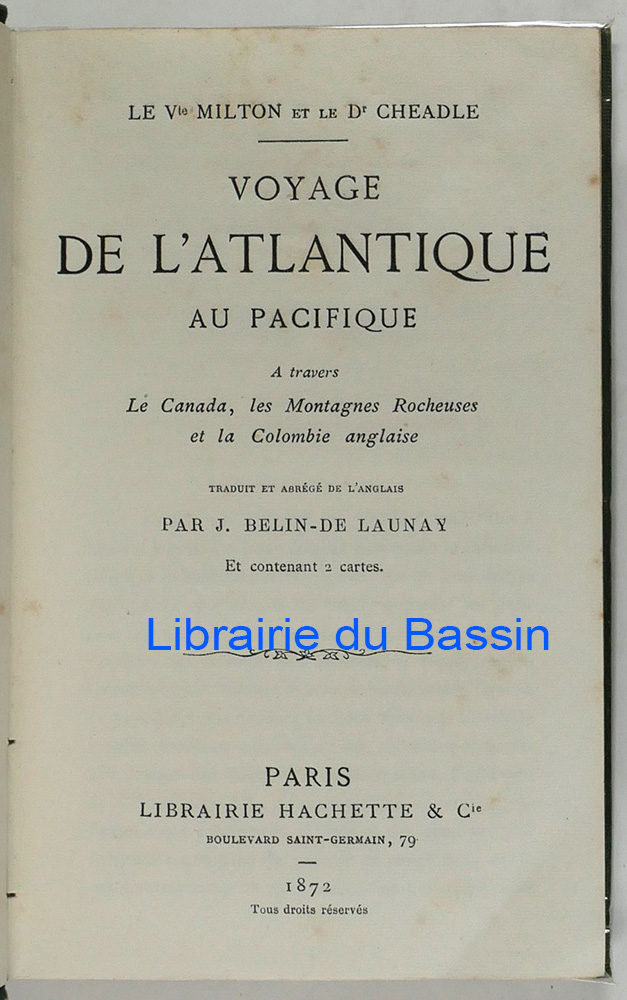 LE Vte MILTON ET LE Dr CHEADLE
VOYAGE
DE L'ATLANTIQUE
AU PACIFIQUE
A travers
Le Canada, les Montagnes Rocheuses
et la Colombie anglaise
TRADUIT ET ABRÉGÉ DE L'ANGLAIS
PAR J. BELIN-DE LAUNAY
Et contenant 2 cartes.
Librairie du Bassin
PARIS
LIBRAIRIE HACHETTE & Cie
BOULEVARD SAINT-GERMAIN, 79
1872
Tous droits réservés